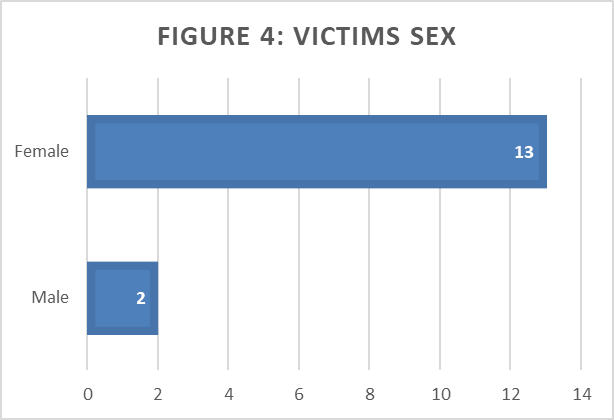 FIGURE 4: VICTIMS SEX
Female
13
Male
2
0 2 4 6 8 10 12 14